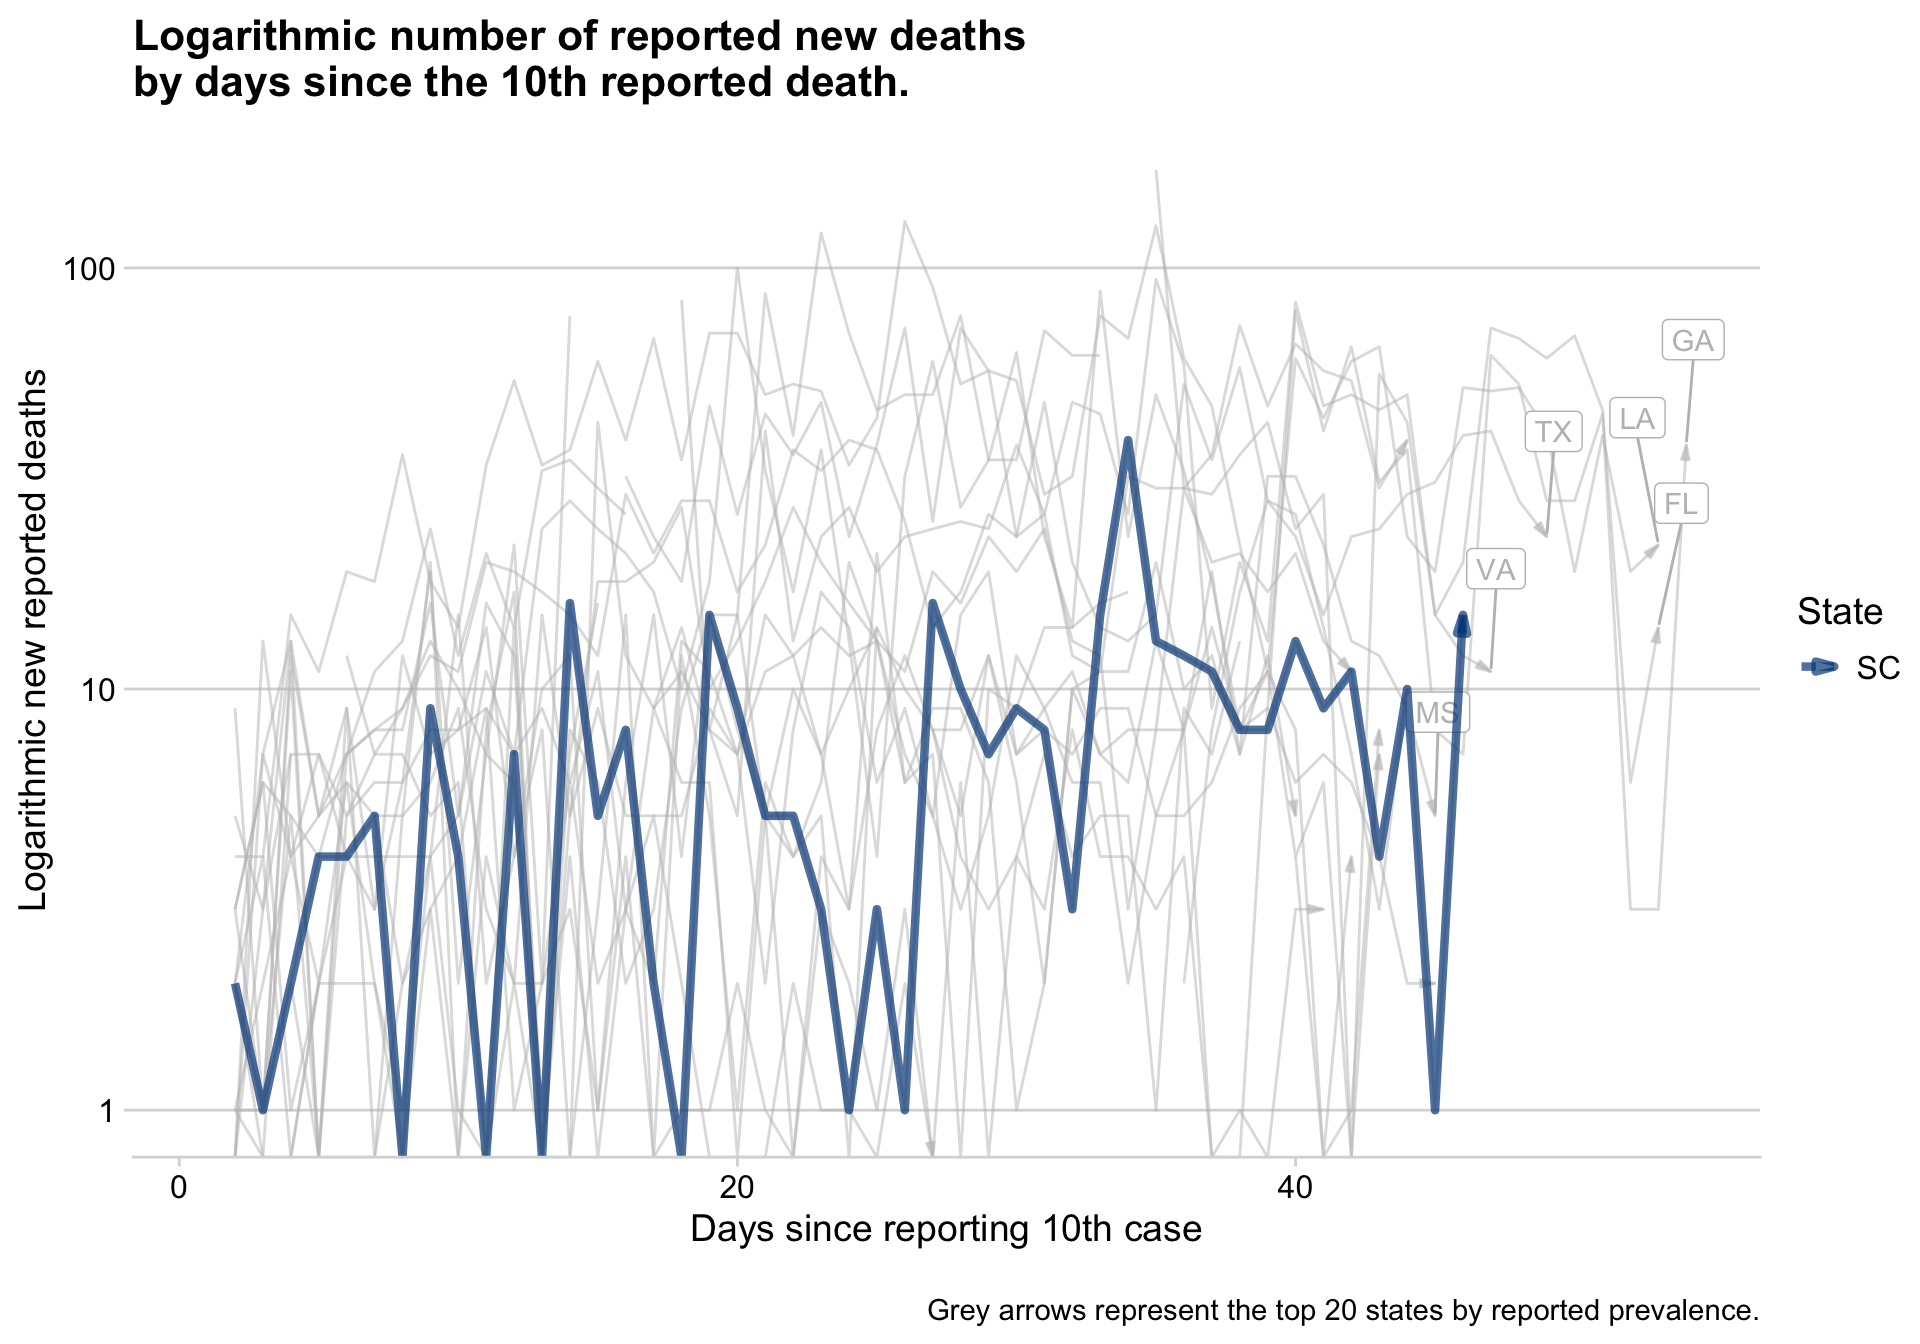 Logarithmic number of reported new deaths
by days since the 10th reported death.
Logarithmic new reported deaths
100
10
1
GA
LA
TX
FL
VA
MS
State
SC
0
20
40
Days since reporting 10th case
Grey arrows represent the top 20 states by reported prevalence.